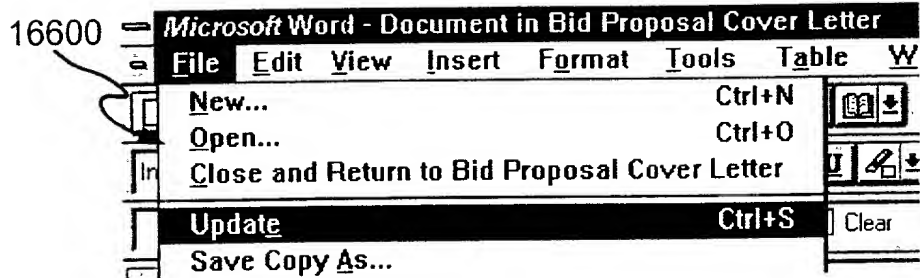 16600
Microsoft Word - Document in Bid Proposal Cover Letter
File Edit View Insert Format Tools Table W
New... Ctrl+N
Open... Ctrl+O
Close and Return to Bid Proposal Cover Letter
In U
Update Ctrl+S
Clear
Save Copy As...